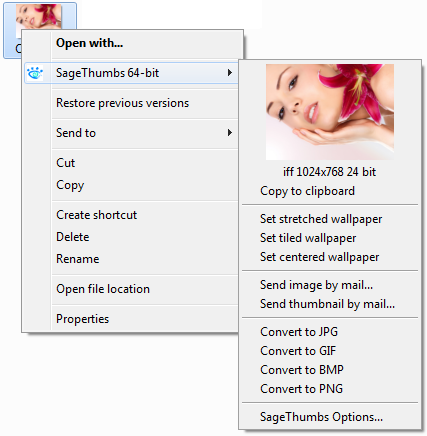 Open with...
SageThumbs 64-bit
Restore previous versions
Send to
Cut
Copy
Create shortcut
Delete
Rename
Open file location
Properties
iff 1024x768 24 bit
Copy to clipboard
Set stretched wallpaper
Set tiled wallpaper
Set centered wallpaper
Send image by mail...
Send thumbnail by mail...
Convert to JPG
Convert to GIF
Convert to BMP
Convert to PNG
SageThumbs Options...